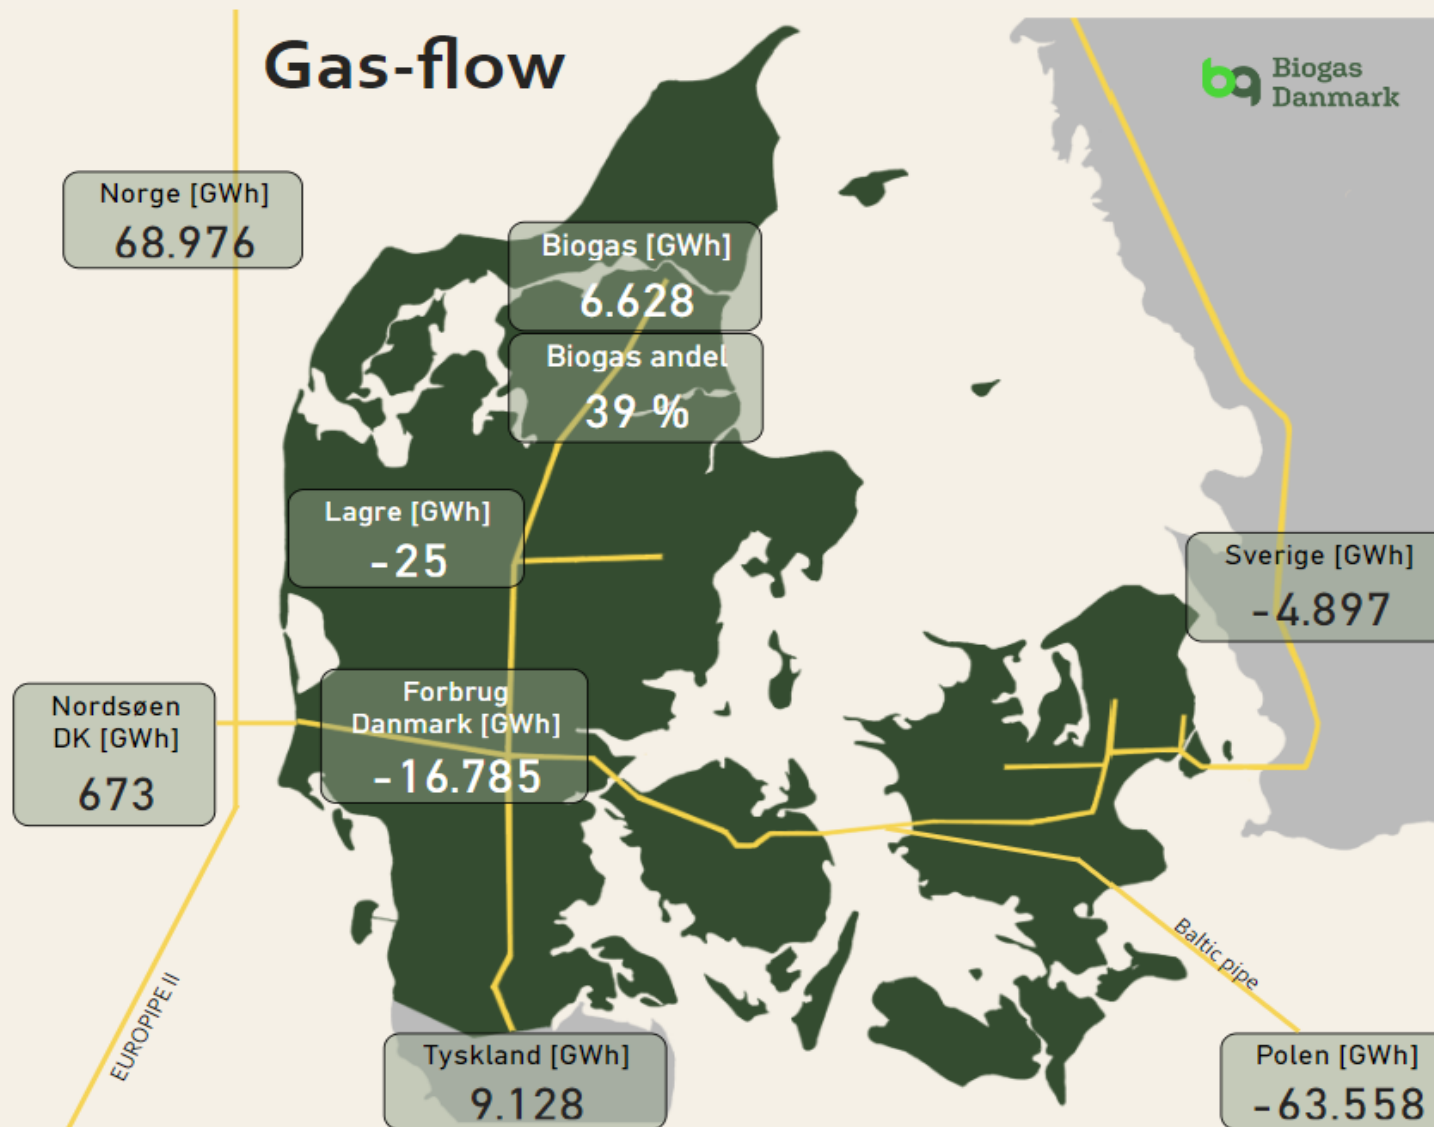 Gas-flow
Biogas
Danmark
Norge [GWh]
68.976
Biogas [GWh]
6.628
Biogas andel
39 %
Lagre [GWh]
-25
Sverige [GWh]
-4.897
Nordsøen
DK [GWh]
673
Forbrug
Danmark [GWh]
-16.785
EUROPIPE II
Baltic pipe
Tyskland [GWh]
9.128
Polen [GWh]
-63.558